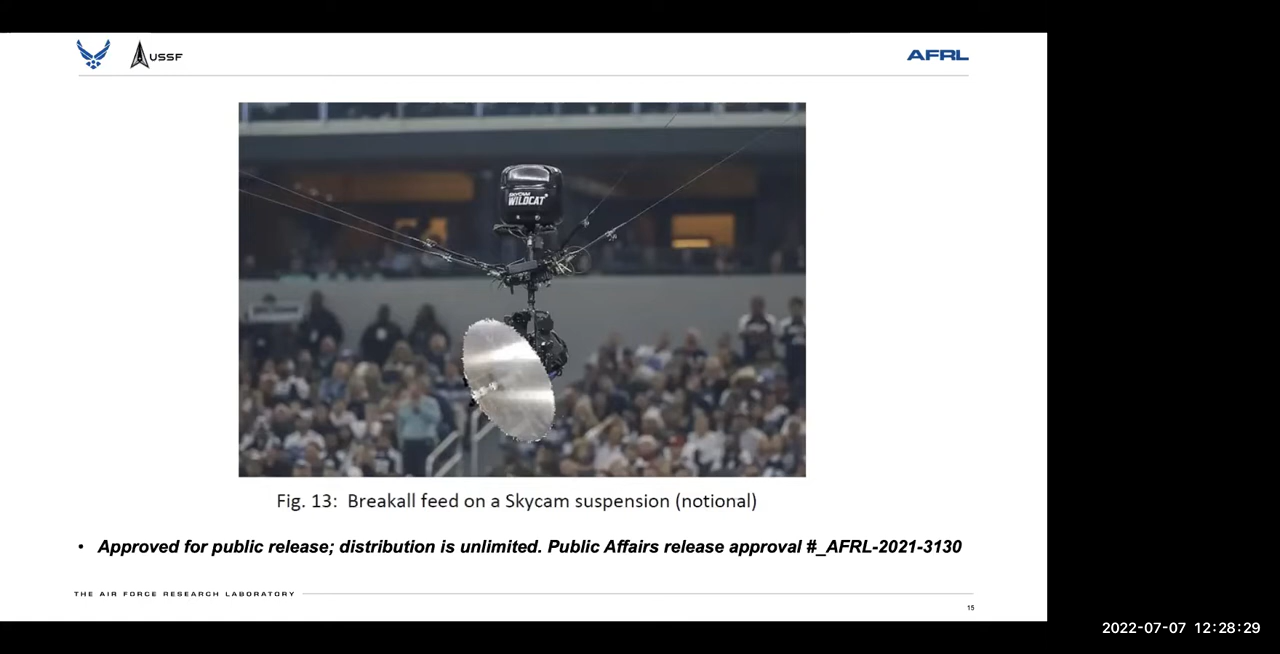 USSF
AFRL
SKYCAM
WILDCAT
Fig. 13: Breakall feed on a Skycam suspension (notional)
• Approved for public release; distribution is unlimited. Public Affairs release approval #_AFRL-2021-3130
THE AIR FORCE RESEARCH LABORATORY
15
2022-07-07 12:28:29